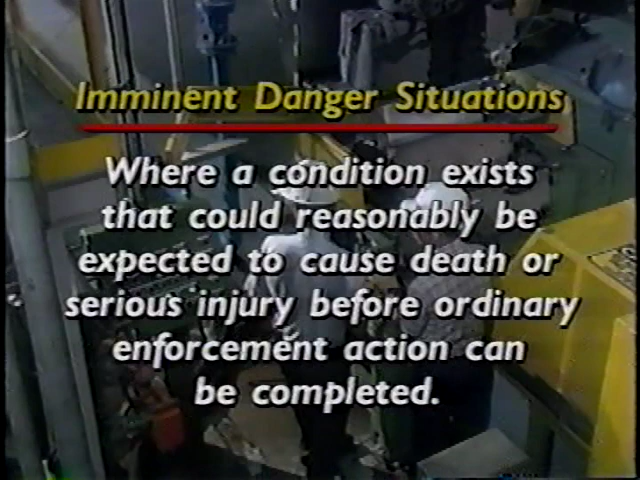 Imminent Danger Situations
Where a condition exists
that could reasonably be
expected to cause death or
serious injury before ordinary
enforcement action can
be completed.